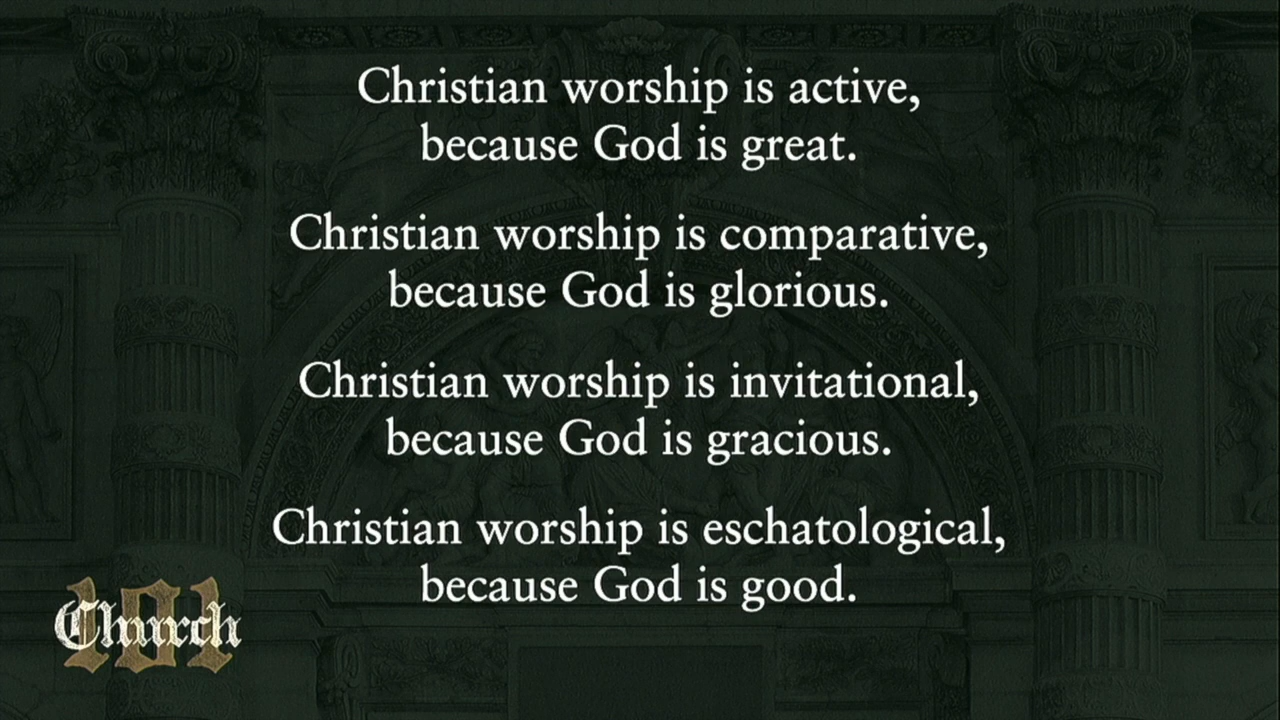 Christian worship is active,
because God is great.
Christian worship is comparative,
because God is glorious.
Christian worship is invitational,
because God is gracious.
Christian worship is eschatological,
because God is good.
101
Church